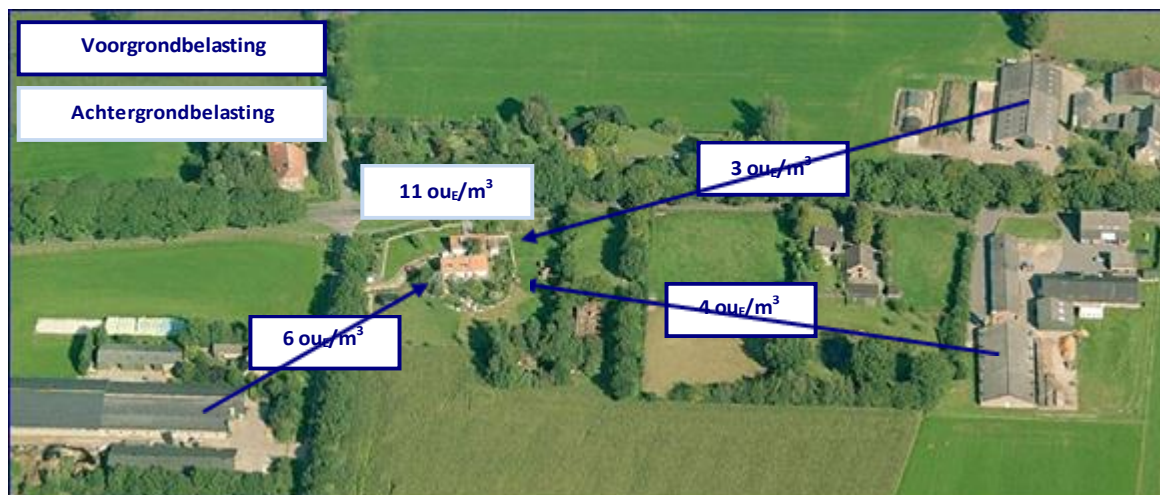 Voorgrondbelasting
Achtergrondbelasting
11 ouE/m³
3 ouE/m³
4 ouE/m³
6 ouE/m³